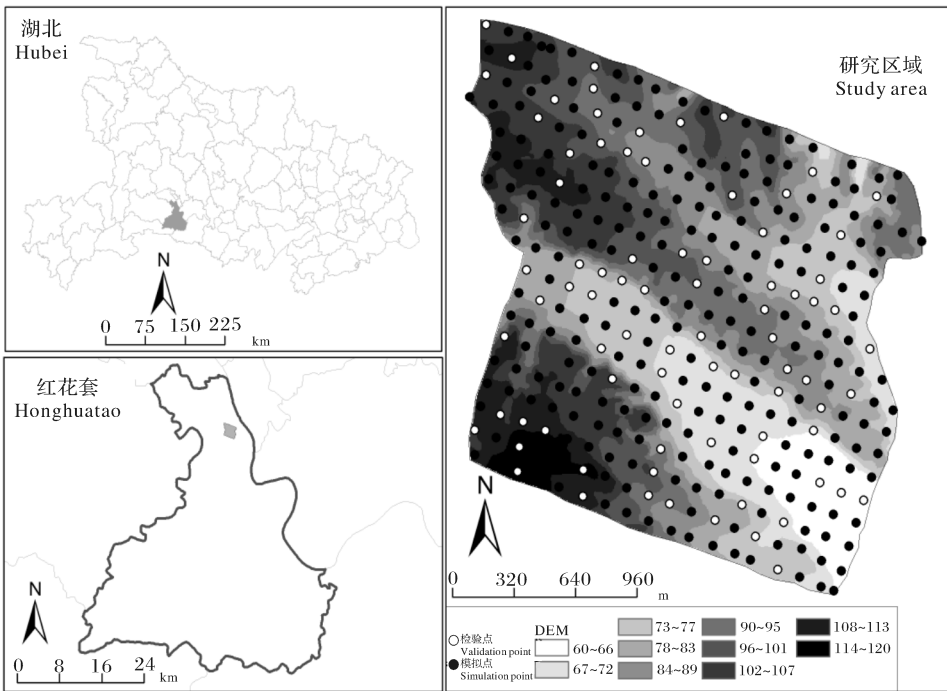 湖北
Hubei
N
0 75 150 225
km
红花套
Honghuatao
N
0 8 16 24
km
研究区域
Study area
N
0 320 640 960
m
检验点
Validation point
模拟点
Simulation point
DEM
60~66
67~72
73~77
78~83
84~89
90~95
96~101
102~107
108~113
114~120